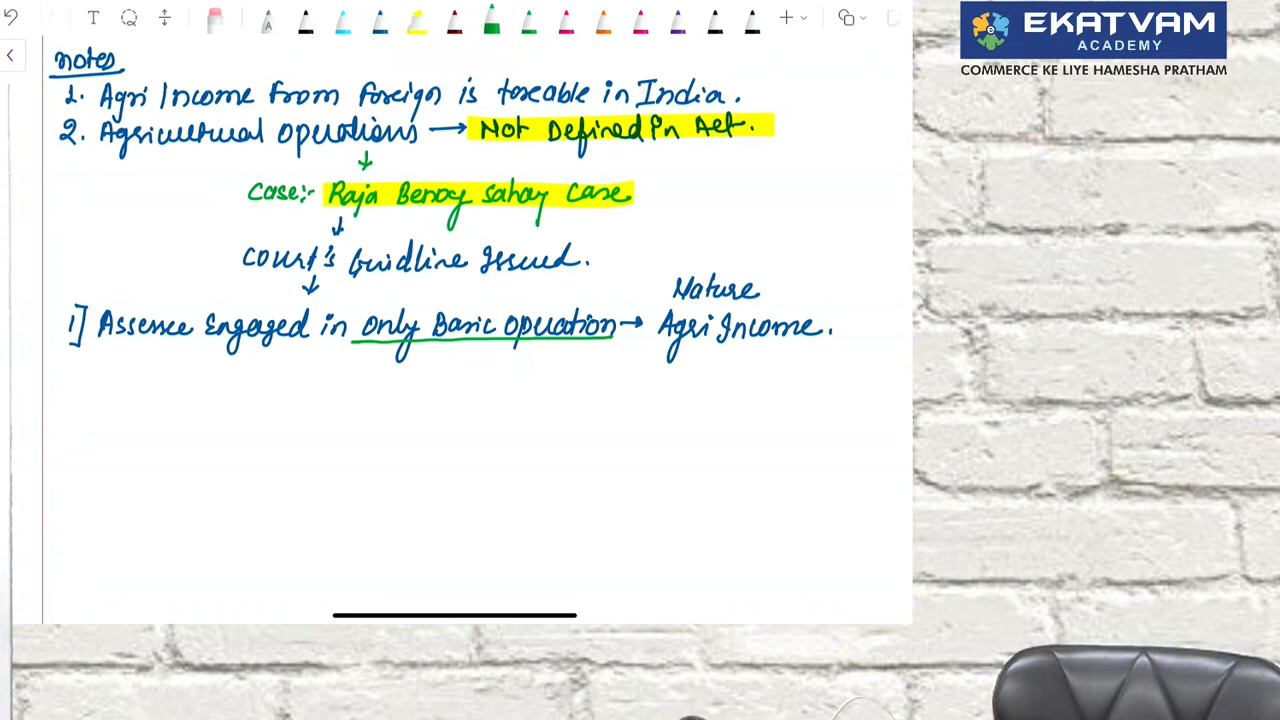 EKATVAM
ACADEMY
COMMERCE KE LIYE HAMESHA PRATHAM
notes
1. Agri Income from foreign is taxable in India.
2. Agricultural operations → Not Defined in Act.
Case:- Raja Benoy Sahay Case
Court's Guidline Issued.
Nature
1] Assessee Engaged in only Basic Operation → Agri Income.